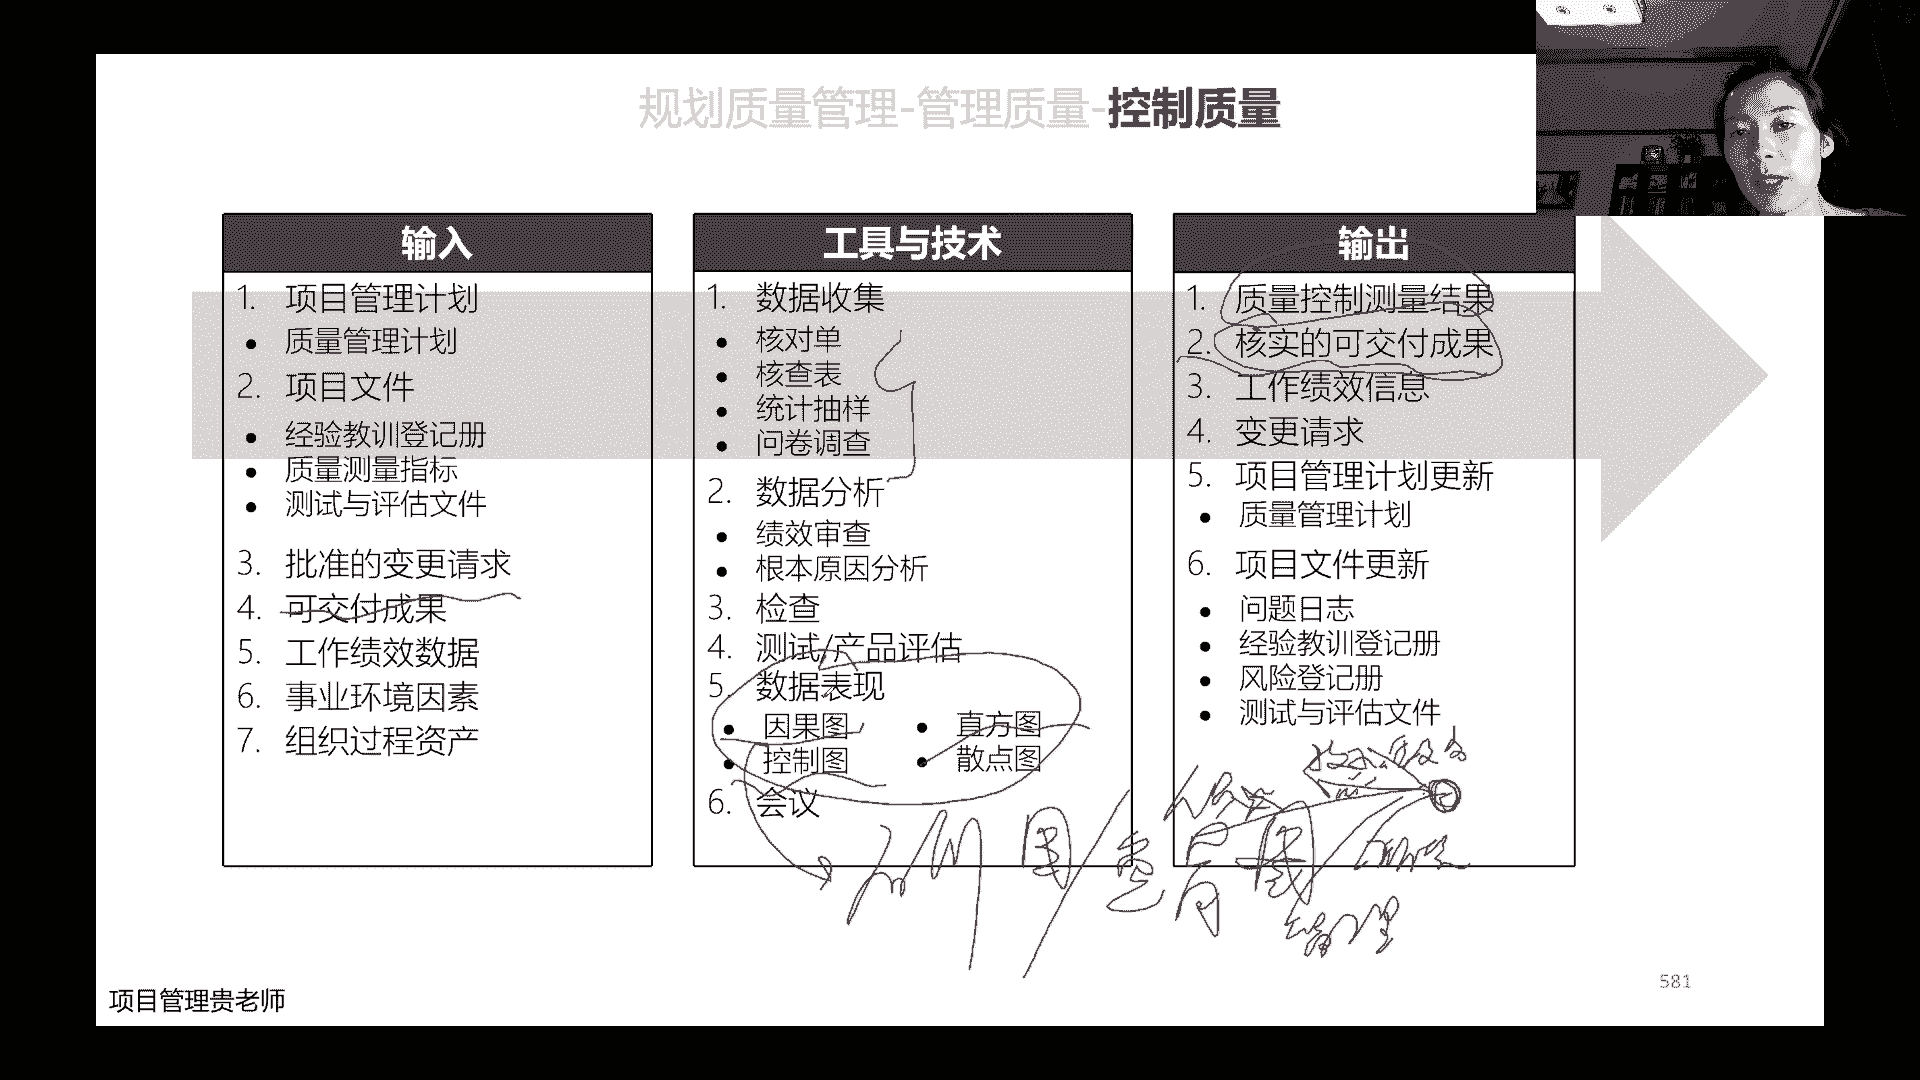 规划质量管理-管理质量-控制质量
输入
1. 项目管理计划
• 质量管理计划
2. 项目文件
• 经验教训登记册
• 质量测量指标
• 测试与评估文件
3. 批准的变更请求
4. 可交付成果
5. 工作绩效数据
6. 事业环境因素
7. 组织过程资产
工具与技术
1. 数据收集
• 核对单
• 核查表
• 统计抽样
• 问卷调查
2. 数据分析
• 绩效审查
• 根本原因分析
3. 检查
4. 测试/产品评估
5. 数据表现
• 因果图 • 直方图
• 控制图 • 散点图
6. 会议
输出
1. 质量控制测量结果
2. 核实的可交付成果
3. 工作绩效信息
4. 变更请求
5. 项目管理计划更新
• 质量管理计划
6. 项目文件更新
• 问题日志
• 经验教训登记册
• 风险登记册
• 测试与评估文件
石川图/鱼骨图
管理
项目管理贵老师
581